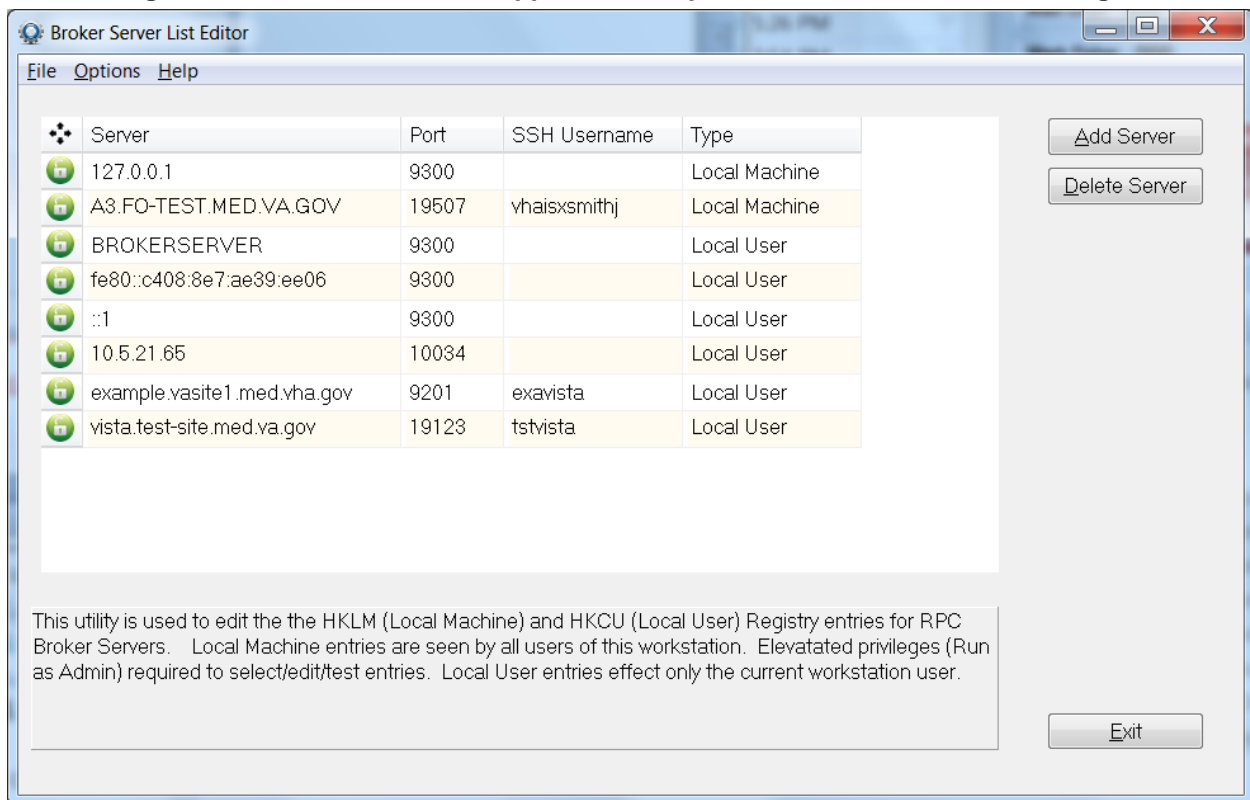 Broker Server List Editor
File Options Help
Server Port SSH Username Type
127.0.0.1 9300 Local Machine
A3.FO-TEST.MED.VA.GOV 19507 vhaisxsmithj Local Machine
BROKERSERVER 9300 Local User
fe80::c408:8e7:ae39:ee06 9300 Local User
::1 9300 Local User
10.5.21.65 10034 Local User
example.vasite1.med.vha.gov 9201 exavista Local User
vista.test-site.med.va.gov 19123 tstvista Local User
Add Server
Delete Server
This utility is used to edit the the HKLM (Local Machine) and HKCU (Local User) Registry entries for RPC
Broker Servers. Local Machine entries are seen by all users of this workstation. Elevatated privileges (Run
as Admin) required to select/edit/test entries. Local User entries effect only the current workstation user.
Exit